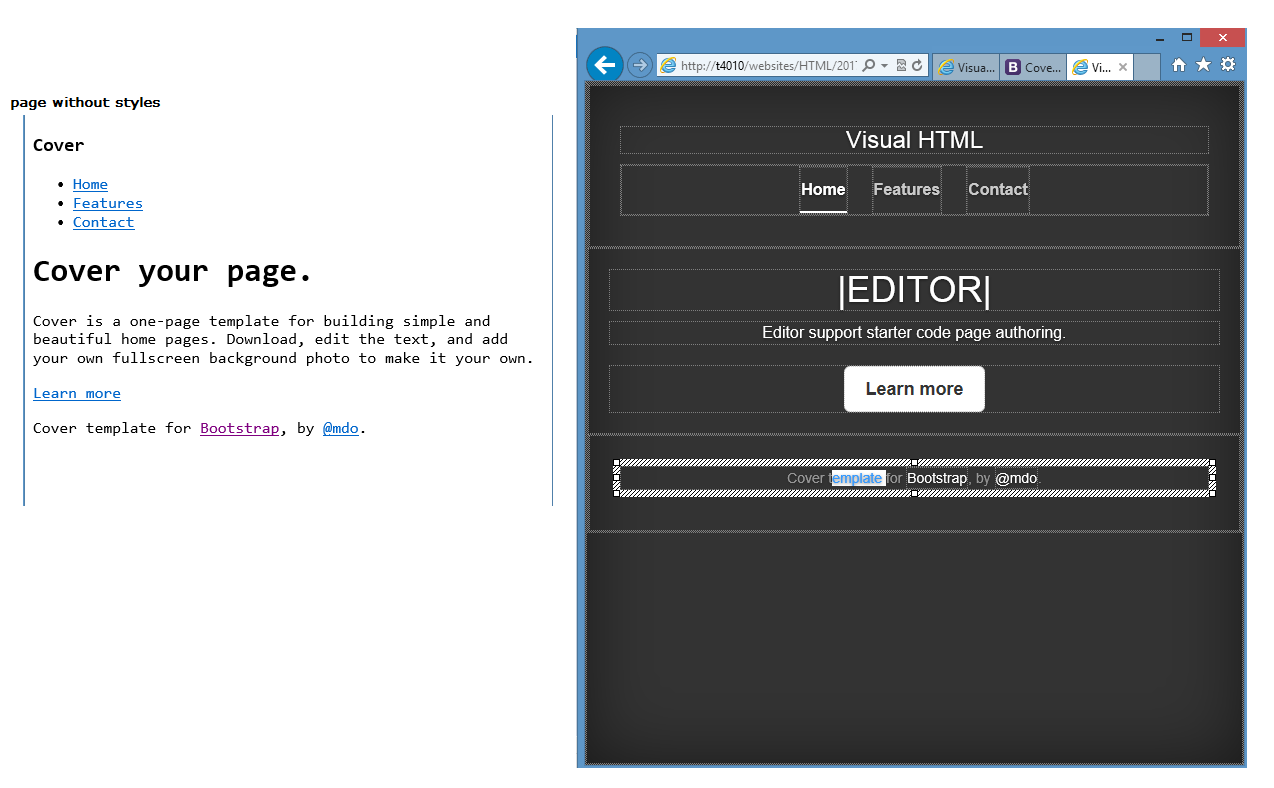 page without styles
Cover
Home
Features
Contact
Cover your page.
Cover is a one-page template for building simple and
beautiful home pages. Download, edit the text, and add
your own fullscreen background photo to make it your own.
Learn more
Cover template for Bootstrap, by @mdo.
http://t4010/websites/HTML/201
Visua...
B Cove...
Vi...
Visual HTML
Home Features Contact
|EDITOR|
Editor support starter code page authoring.
Learn more
Cover template for Bootstrap, by @mdo.